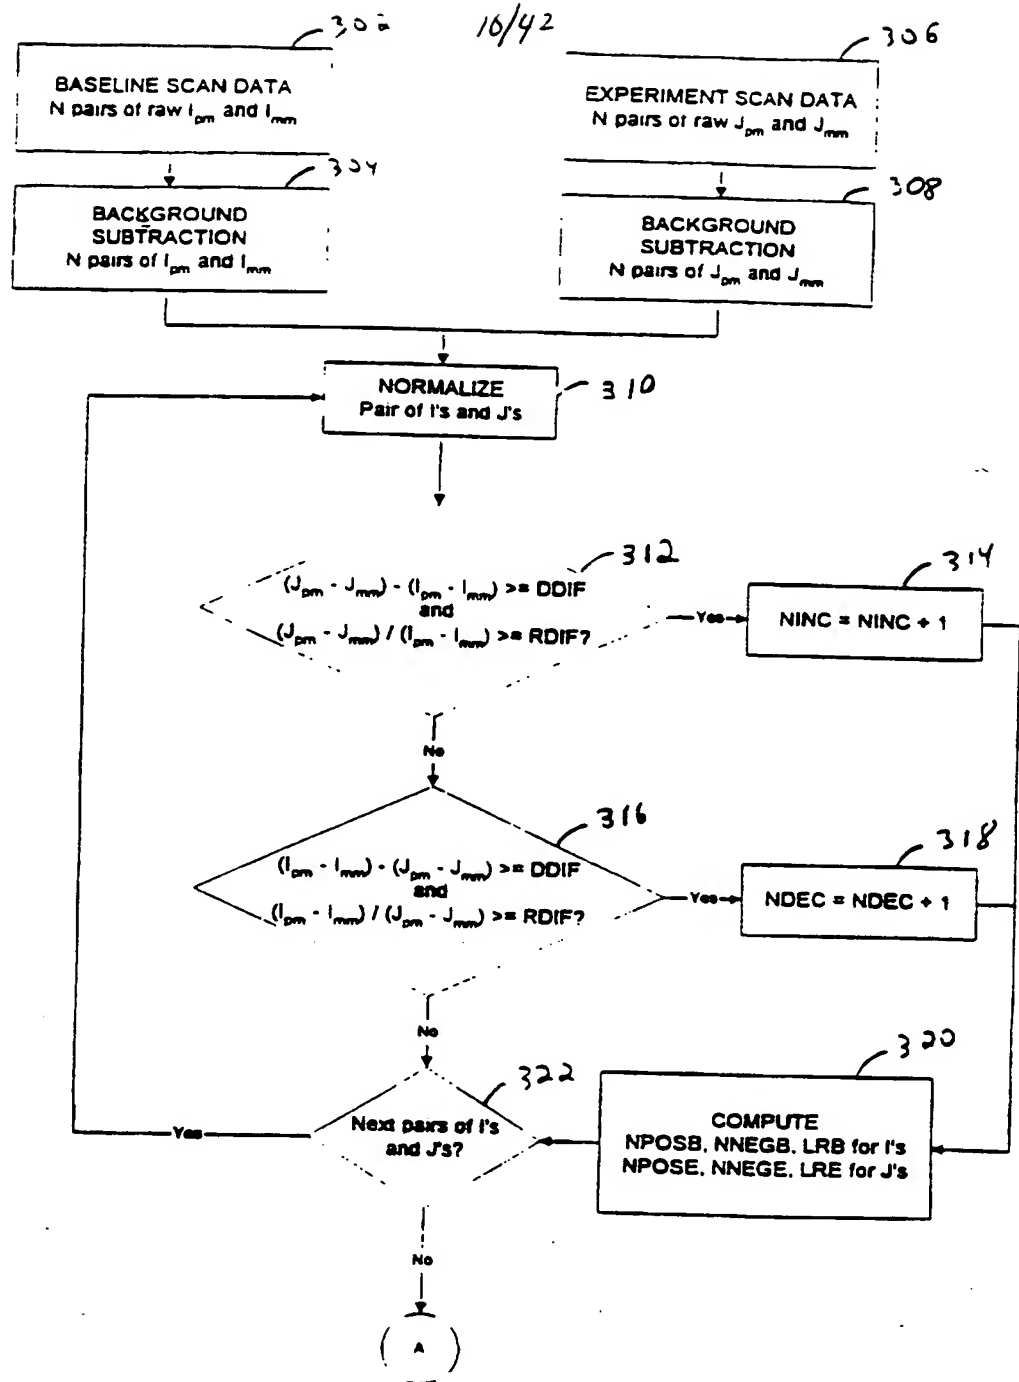 10/42
302
306
BASELINE SCAN DATA
N pairs of raw Ipm and Imm
EXPERIMENT SCAN DATA
N pairs of raw Jpm and Jmm
304
308
BACKGROUND
SUBTRACTION
N pairs of Ipm and Imm
BACKGROUND
SUBTRACTION
N pairs of Jpm and Jmm
NORMALIZE
Pair of I's and J's
310
312
(Jpm - Jmm) - (Ipm - Imm) >= DDIF
and
(Jpm - Jmm) / (Ipm - Imm) >= RDIF?
Yes
314
NINC = NINC + 1
No
316
(Ipm - Imm) - (Jpm - Jmm) >= DDIF
and
(Ipm - Imm) / (Jpm - Jmm) >= RDIF?
Yes
318
NDEC = NDEC + 1
No
322
Next pairs of I's
and J's?
Yes
320
COMPUTE
NPOSB, NNEGB, LRB for I's
NPOSE, NNEGE, LRE for J's
No
A